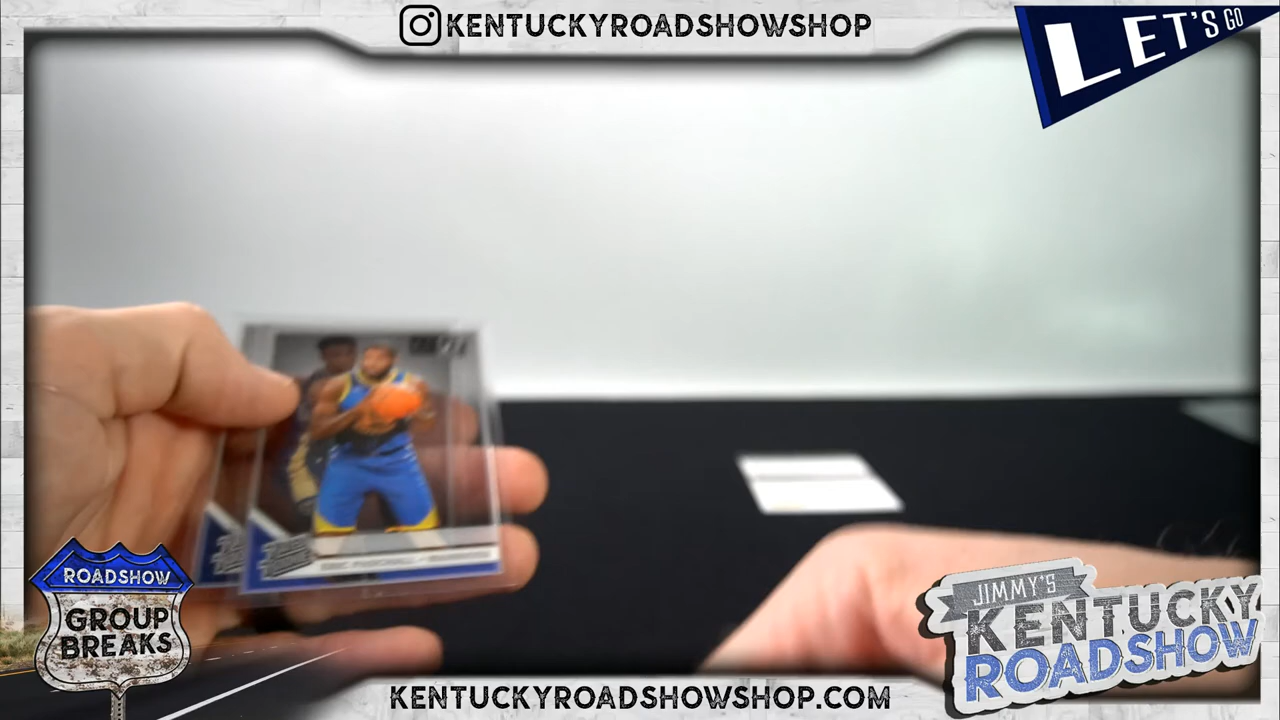 KENTUCKYROADSHOWSHOP
LET'S GO
ROADSHOW
GROUP
BREAKS
JIMMY'S
KENTUCKY
ROADSHOW
KENTUCKYROADSHOWSHOP.COM